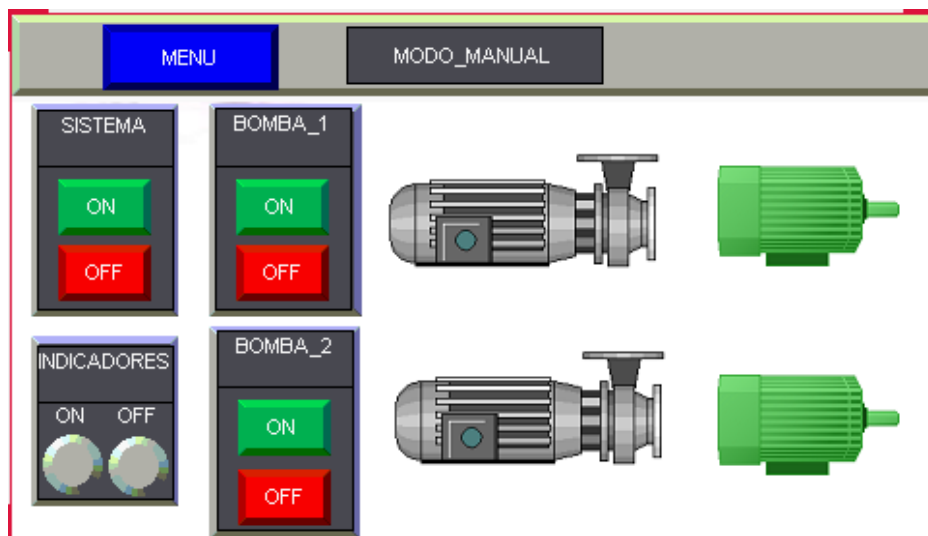 MENU
MODO_MANUAL
SISTEMA
ON
OFF
BOMBA_1
ON
OFF
INDICADORES
ON OFF
BOMBA_2
ON
OFF